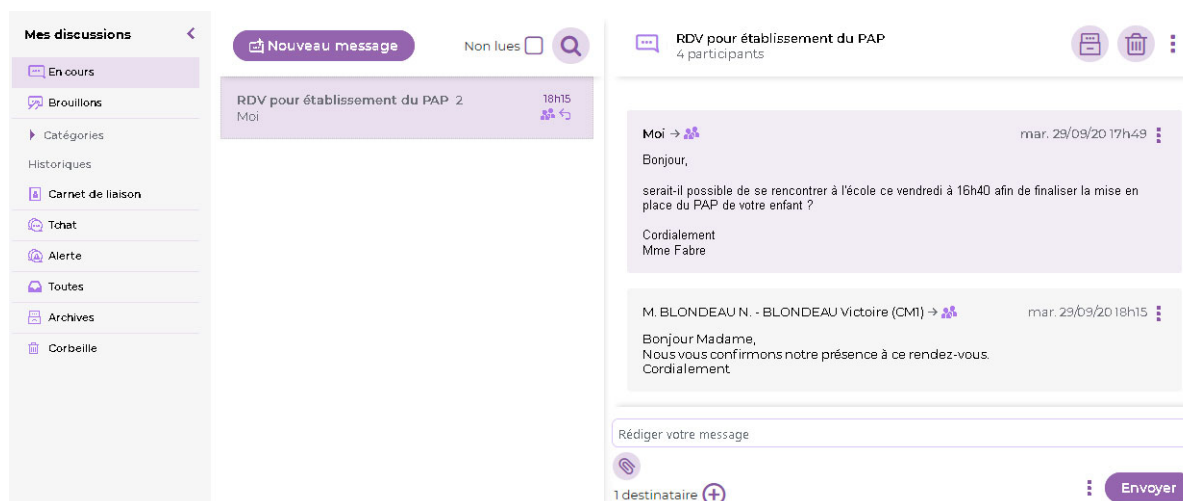 Mes discussions
En cours
Brouillons
Catégories
Historiques
Carnet de liaison
Tchat
Alerte
Toutes
Archives
Corbeille
Nouveau message
Non lues
RDV pour établissement du PAP 2
18h15
Moi
RDV pour établissement du PAP
4 participants
Moi → mar. 29/09/20 17h49
Bonjour,
serait-il possible de se rencontrer à l'école ce vendredi à 16h40 afin de finaliser la mise en
place du PAP de votre enfant ?
Cordialement
Mme Fabre
M. BLONDEAU N. - BLONDEAU Victoire (CM1) → mar. 29/09/20 18h15
Bonjour Madame,
Nous vous confirmons notre présence à ce rendez-vous.
Cordialement
Rédiger votre message
1 destinataire
Envoyer